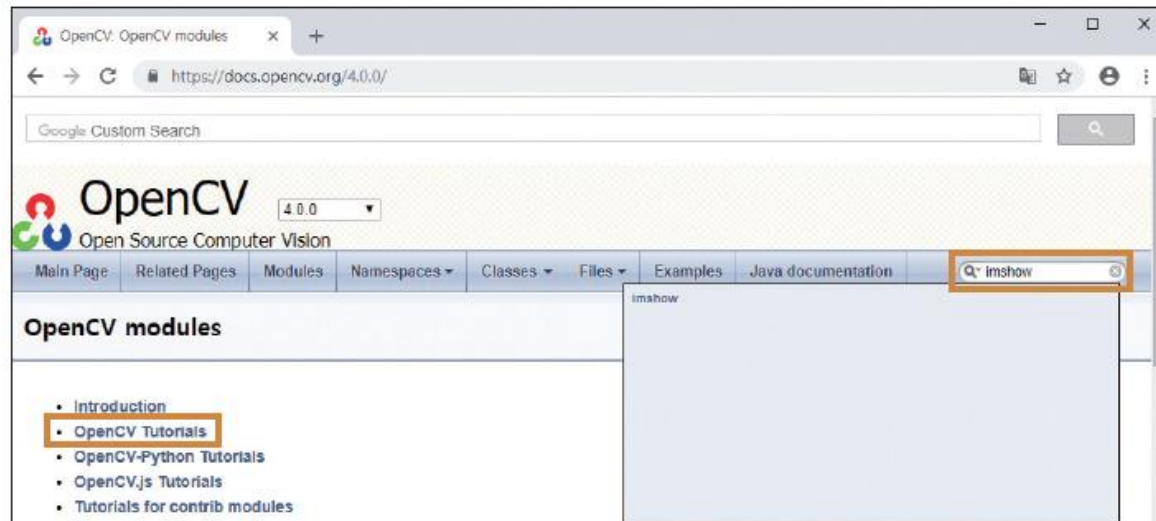 OpenCV: OpenCV modules
https://docs.opencv.org/4.0.0/
Google Custom Search
OpenCV 4.0.0
Open Source Computer Vision
Main Page Related Pages Modules Namespaces Classes Files Examples Java documentation imshow
imshow
OpenCV modules
• Introduction
• OpenCV Tutorials
• OpenCV-Python Tutorials
• OpenCV.js Tutorials
• Tutorials for contrib modules